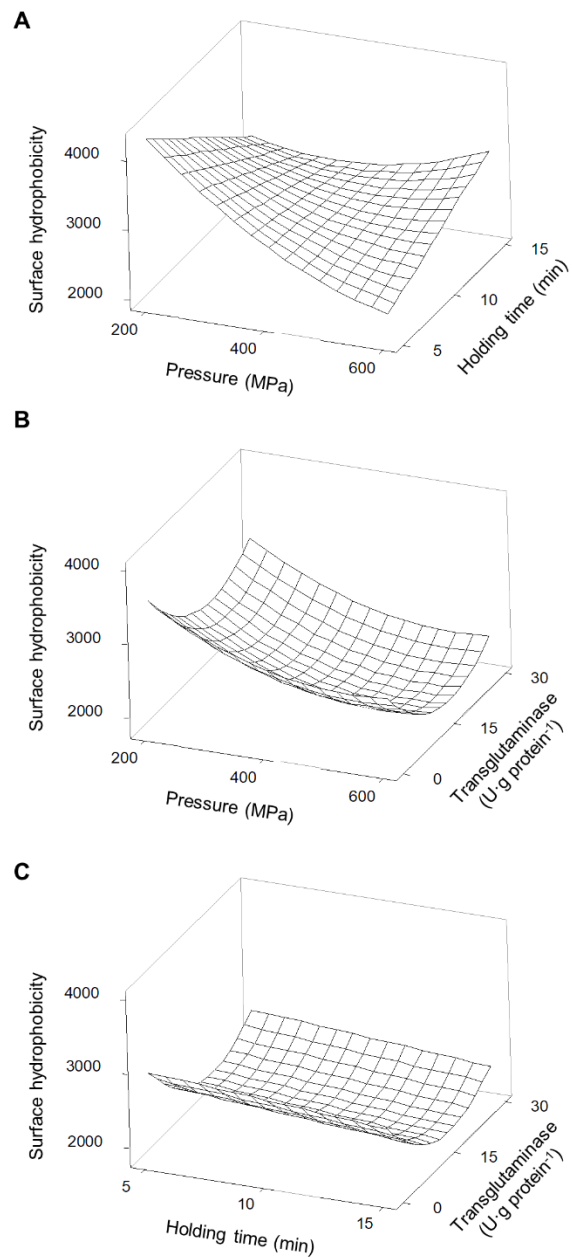 A
4000
3000
2000
Surface hydrophobicity
200
400
600
Pressure (MPa)
5
10
15
Holding time (min)
B
4000
3000
2000
Surface hydrophobicity
200
400
600
Pressure (MPa)
0
15
30
Transglutaminase
(U·g protein⁻¹)
C
4000
3000
2000
Surface hydrophobicity
5
10
15
Holding time (min)
0
15
30
Transglutaminase
(U·g protein⁻¹)